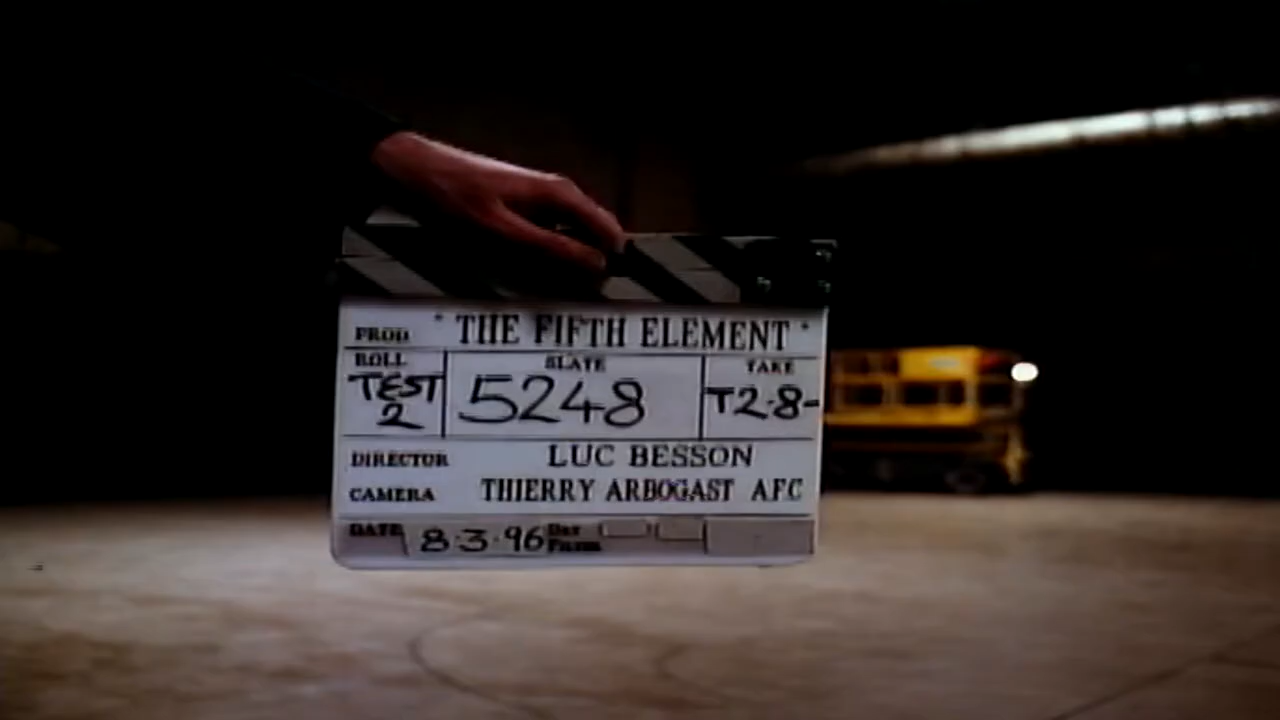 PROD " THE FIFTH ELEMENT "
ROLL SLATE TAKE
TEST 2 5248 T2·8-
DIRECTOR LUC BESSON
CAMERA THIERRY ARBOGAST AFC
DATE 8·3·96 Day